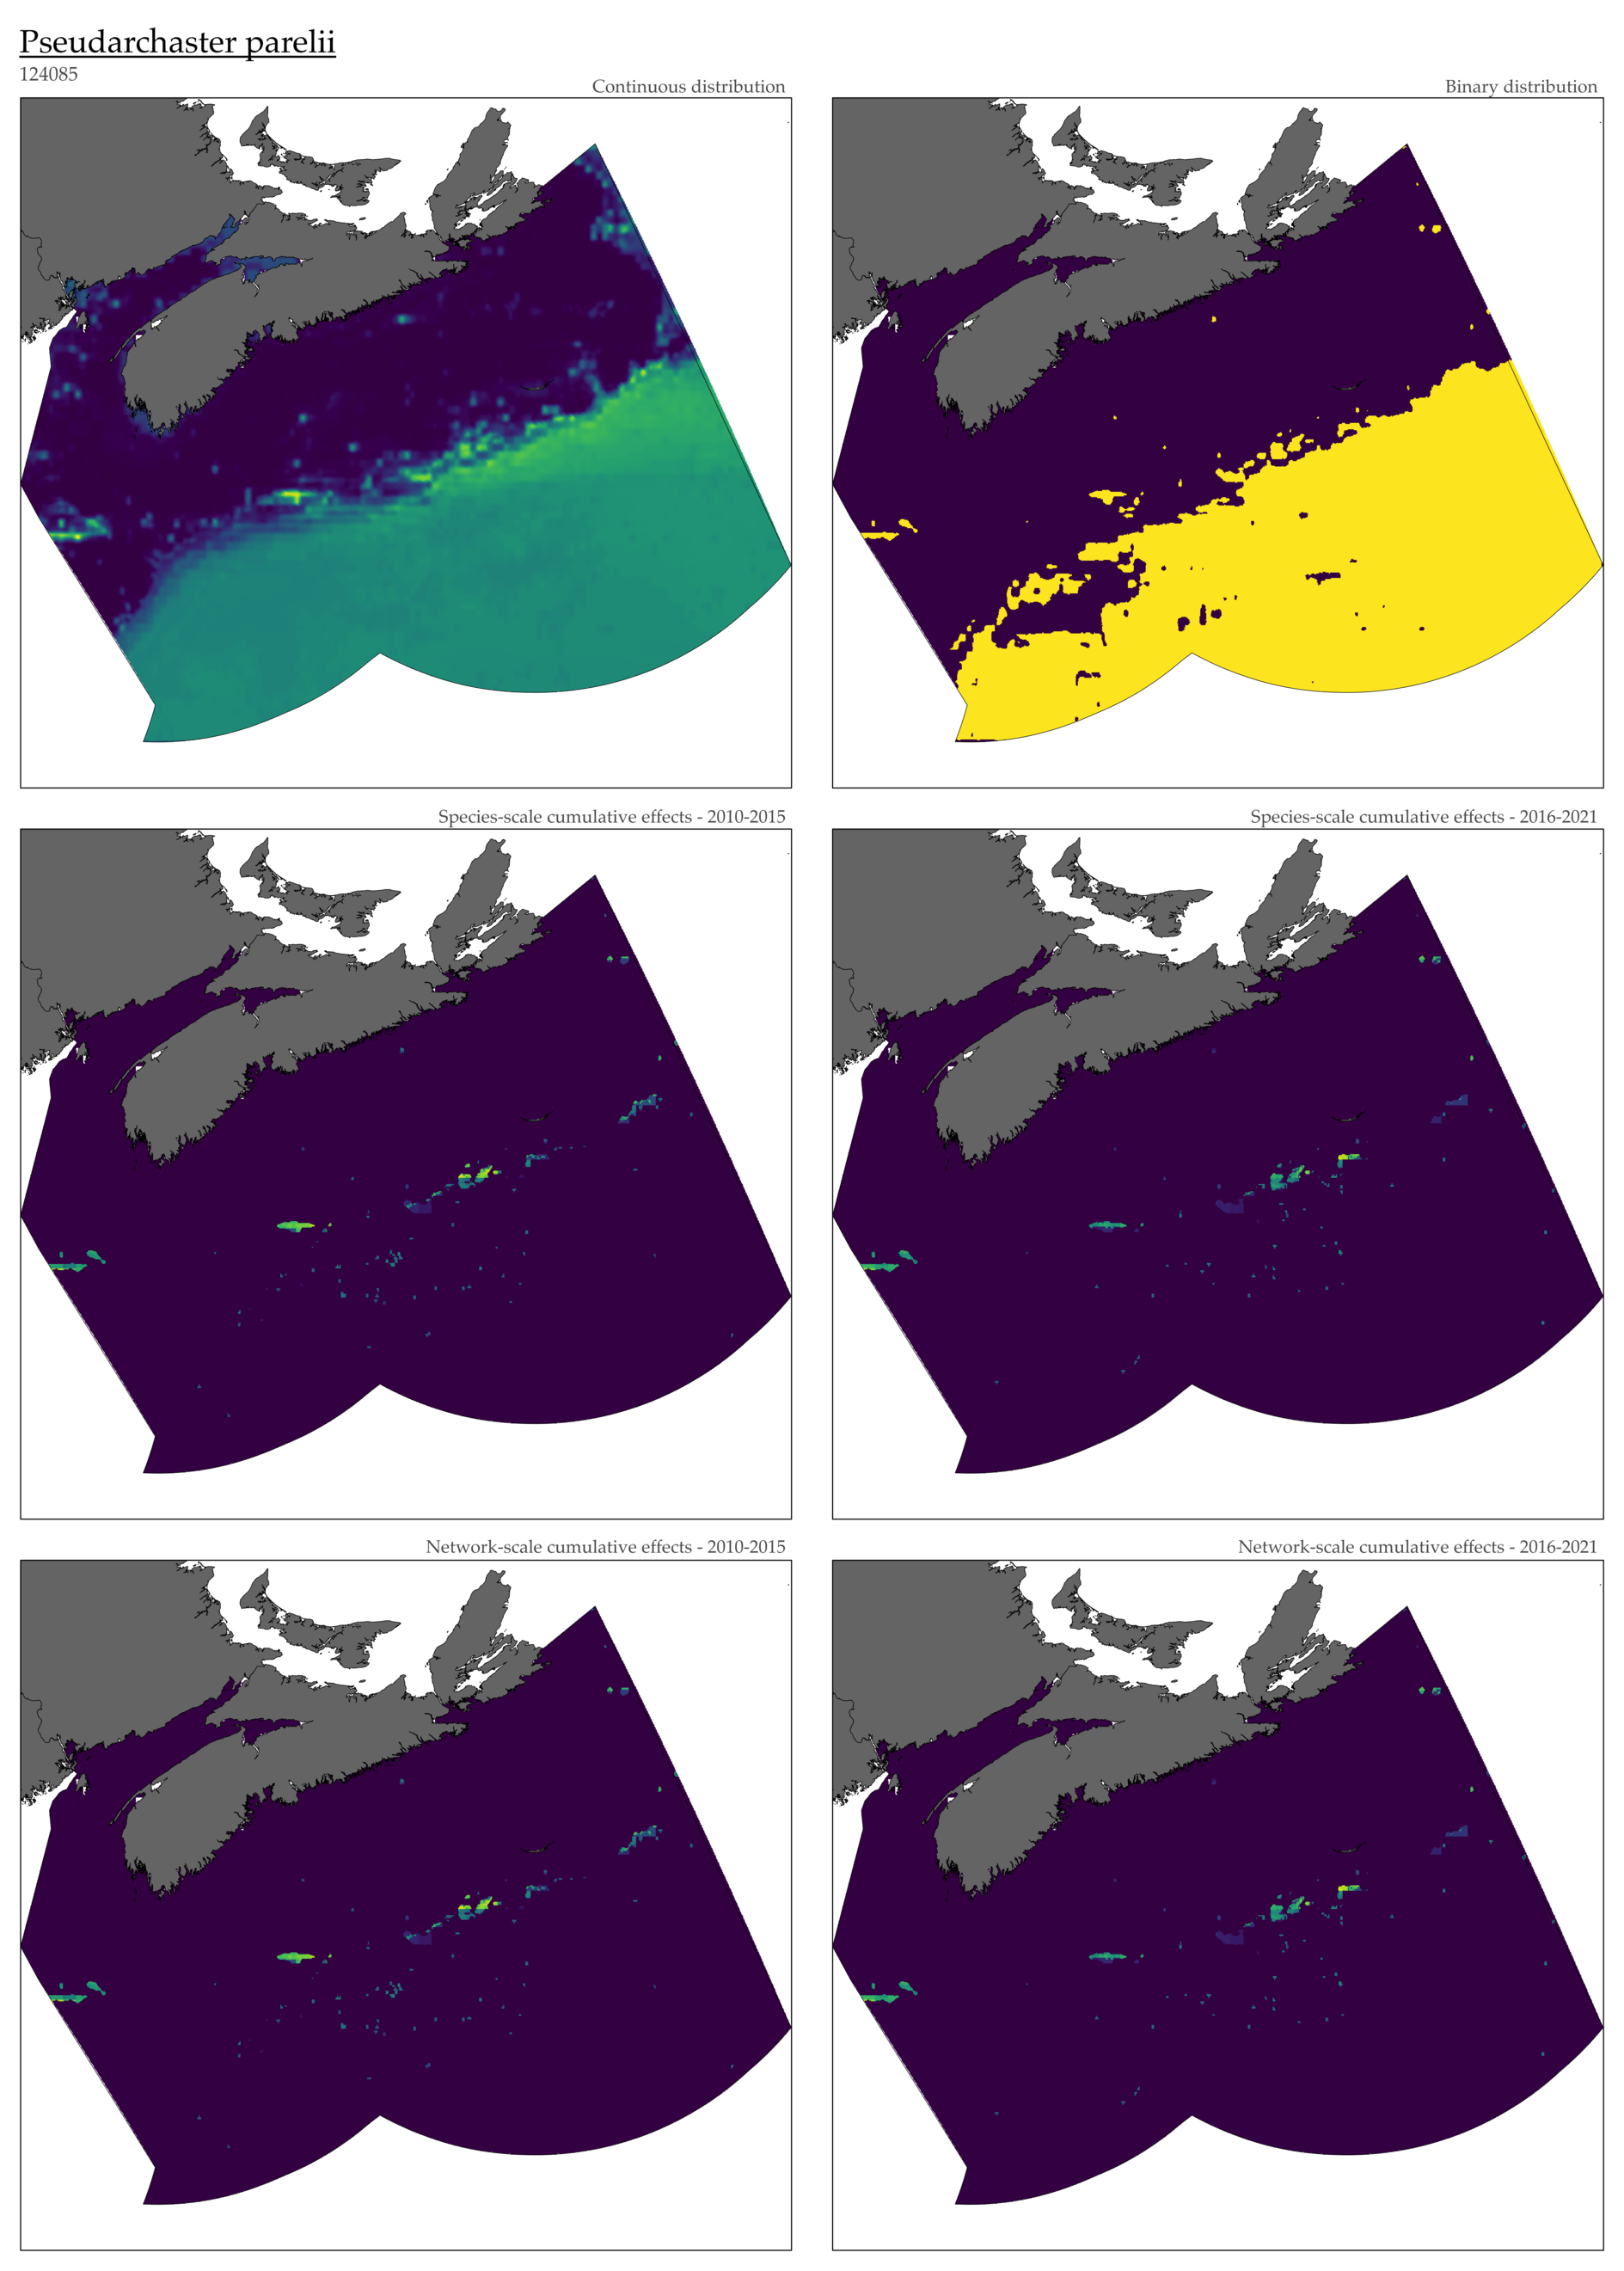 Pseudarchaster parelii
124085
Continuous distribution
Binary distribution
Species-scale cumulative effects - 2010-2015
Species-scale cumulative effects - 2016-2021
Network-scale cumulative effects - 2010-2015
Network-scale cumulative effects - 2016-2021